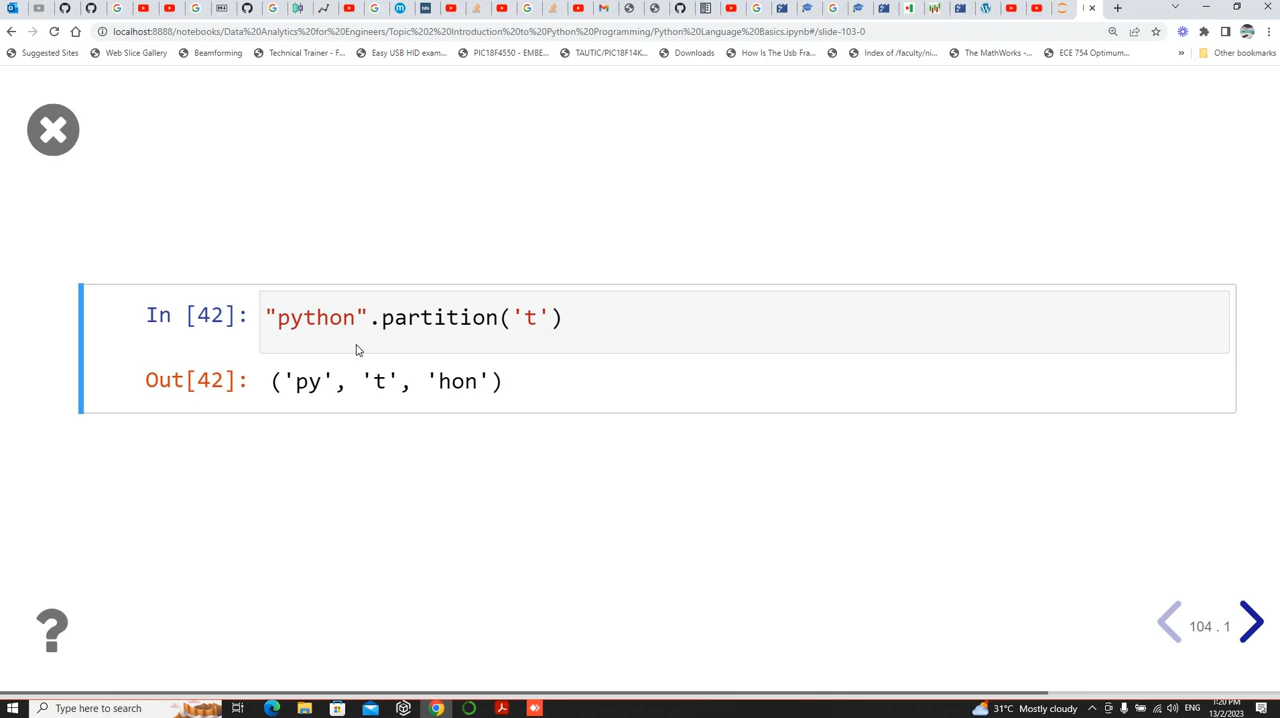 localhost:8888/notebooks/Data%20Analytics%20for%20Engineers/Topic%202%20Introduction%20to%20Python%20Programming/Python%20Language%20Basics.ipynb#/slide-103-0
Suggested Sites Web Slice Gallery Beamforming Technical Trainer - F... Easy USB HID exam... PIC18F4550 - EMBE... TAUTIC/PIC18F14K... Downloads How Is The Usb Fra... Index of /faculty/ni... The MathWorks -... ECE 754 Optimum... » Other bookmarks
In [42]: "python".partition('t')
Out[42]: ('py', 't', 'hon')
?
104 . 1
Type here to search 31°C Mostly cloudy ENG 1:20 PM
13/2/2023